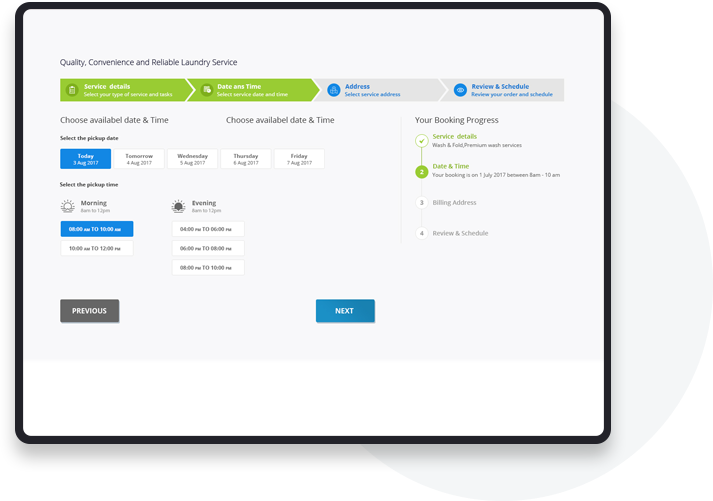 Quality, Convenience and Reliable Laundry Service
Service details
Select your type of service and tasks
Date ans Time
Select service date and time
Address
Select service address
Review & Schedule
Review your order and schedule
Choose availabel date & Time
Choose availabel date & Time
Select the pickup date
Today
3 Aug 2017
Tomorrow
4 Aug 2017
Wednesday
5 Aug 2017
Thursday
6 Aug 2017
Friday
7 Aug 2017
Select the pickup time
Morning
8am to 12pm
08:00 AM TO 10:00 AM
10:00 AM TO 12:00 PM
Evening
8am to 12pm
04:00 PM TO 06:00 PM
06:00 PM TO 08:00 PM
08:00 PM TO 10:00 PM
PREVIOUS
NEXT
Your Booking Progress
Service details
Wash & Fold,Premium wash services
2
Date & Time
Your booking is on 1 July 2017 between 8am - 10 am
3 Billing Address
4 Review & Schedule